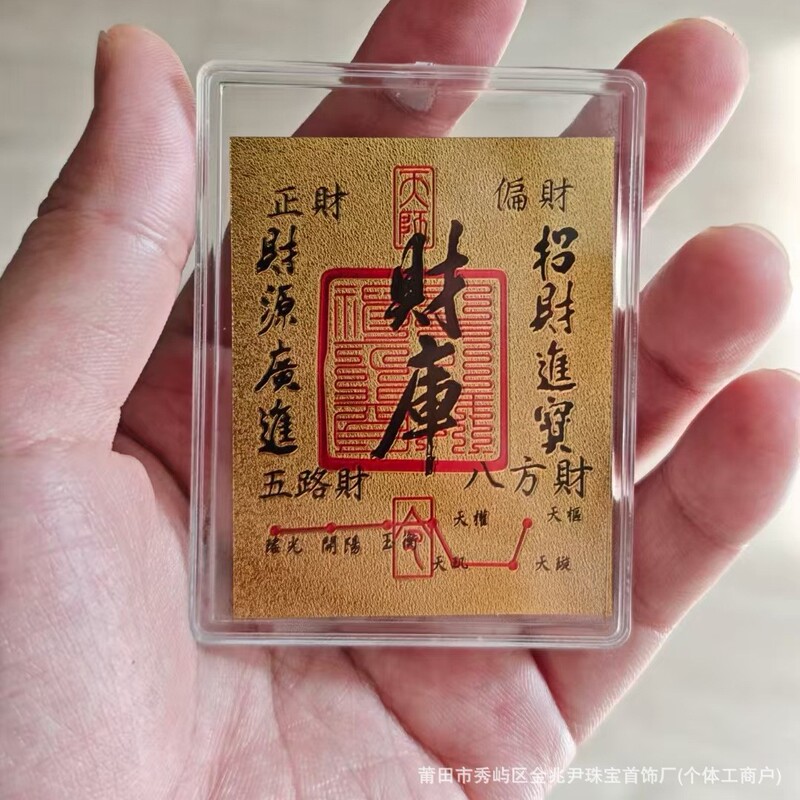 天師
正財
偏財
財源廣進
財庫
招財進寶
五路財
八方財
天權
天樞
瑤光
開陽
玉衡
天璣
天璇
命
莆田市秀屿区金兆尹珠宝首饰厂(个体工商户)